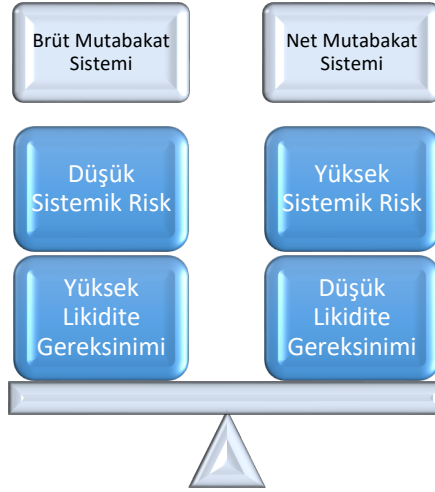 Brüt Mutabakat
Sistemi
Net Mutabakat
Sistemi
Düşük
Sistemik Risk
Yüksek
Sistemik Risk
Yüksek
Likidite
Gereksinimi
Düşük
Likidite
Gereksinimi